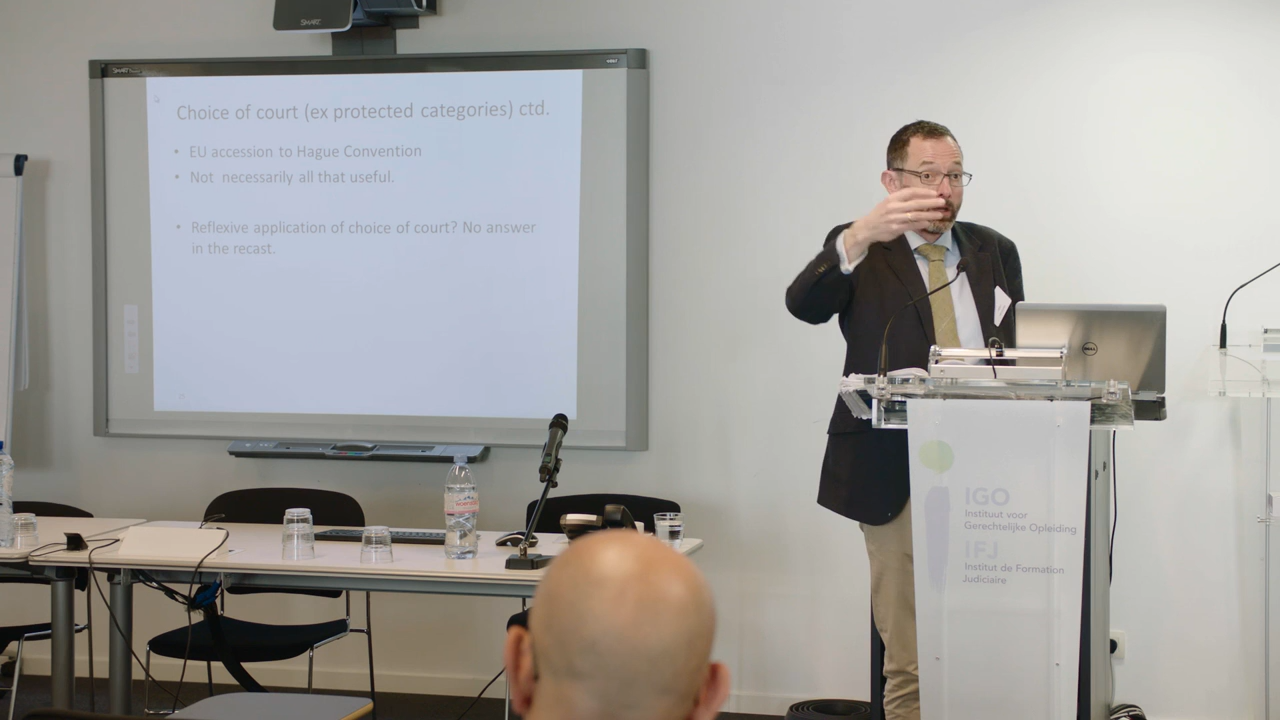 SMART
Choice of court (ex protected categories) ctd.
• EU accession to Hague Convention
• Not necessarily all that useful.
• Reflexive application of choice of court? No answer
in the recast.
DELL
IGO
Instituut voor
Gerechtelijke Opleiding
IFJ
Institut de Formation
Judiciaire